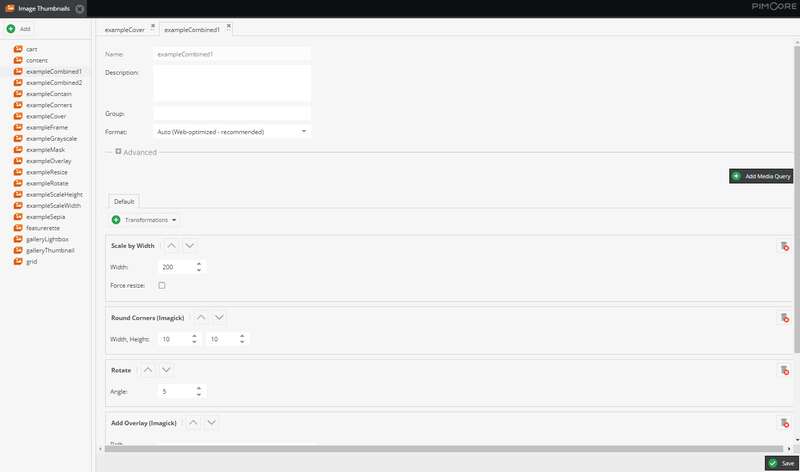 Image Thumbnails
PIMCORE
Add
cart
content
exampleCombined1
exampleCombined2
exampleContain
exampleCorners
exampleCover
exampleFrame
exampleGrayscale
exampleMask
exampleOverlay
exampleResize
exampleRotate
exampleScaleHeight
exampleScaleWidth
exampleSepia
featurerette
galleryLightbox
galleryThumbnail
grid
exampleCover
exampleCombined1
Name: exampleCombined1
Description:
Group:
Format: Auto (Web-optimized - recommended)
Advanced
Add Media Query
Default
Transformations
Scale by Width
Width: 200
Force resize:
Round Corners (Imagick)
Width, Height: 10 10
Rotate
Angle: 5
Add Overlay (Imagick)
Save